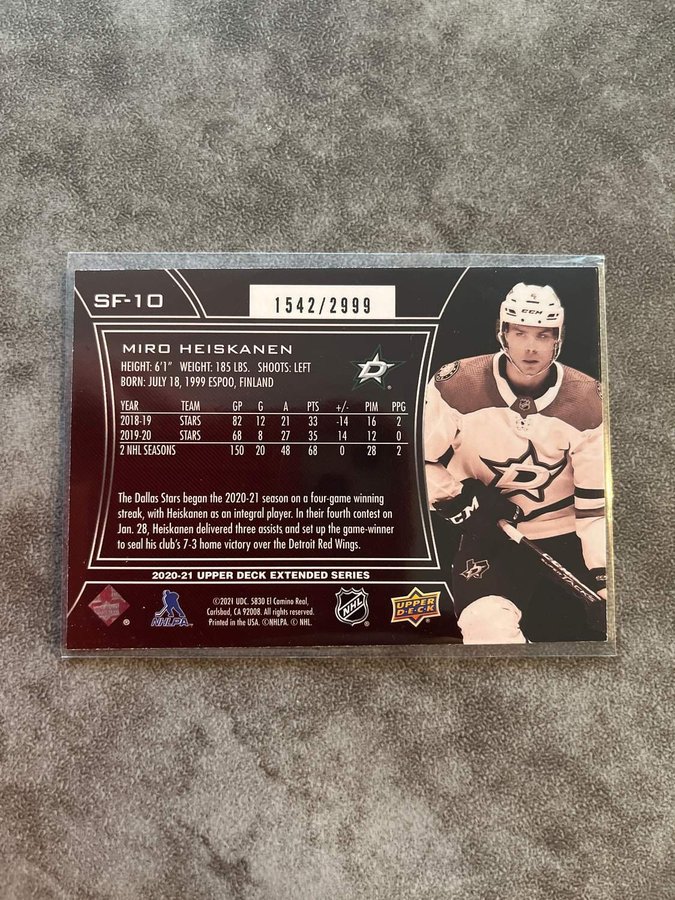 SF-10
1542/2999
MIRO HEISKANEN
HEIGHT: 6'1" WEIGHT: 185 LBS. SHOOTS: LEFT
BORN: JULY 18, 1999 ESPOO, FINLAND
YEAR TEAM GP G A PTS +/- PIM PPG
2018-19 STARS 82 12 21 33 -14 16 2
2019-20 STARS 68 8 27 35 14 12 0
2 NHL SEASONS 150 20 48 68 0 28 2
The Dallas Stars began the 2020-21 season on a four-game winning
streak, with Heiskanen as an integral player. In their fourth contest on
Jan. 28, Heiskanen delivered three assists and set up the game-winner
to seal his club's 7-3 home victory over the Detroit Red Wings.
2020-21 UPPER DECK EXTENDED SERIES
©2021 UDC. 5830 El Camino Real,
Carlsbad, CA 92008. All rights reserved.
Printed in the USA. ©NHLPA. © NHL.
NHLPA
NHL
UPPER
DECK
CCM
D
CCM